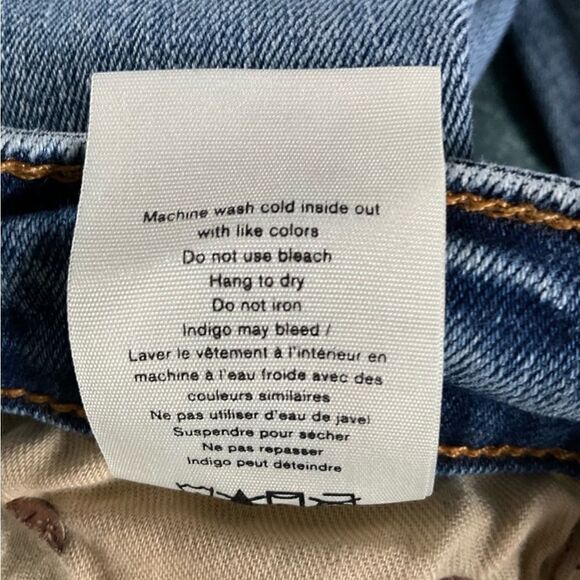 Machine wash cold inside out
with like colors
Do not use bleach
Hang to dry
Do not iron
Indigo may bleed /
Laver le vêtement à l'intérieur en
machine à l'eau froide avec des
couleurs similaires
Ne pas utiliser d'eau de javel
Suspendre pour sécher
Ne pas repasser
Indigo peut déteindre